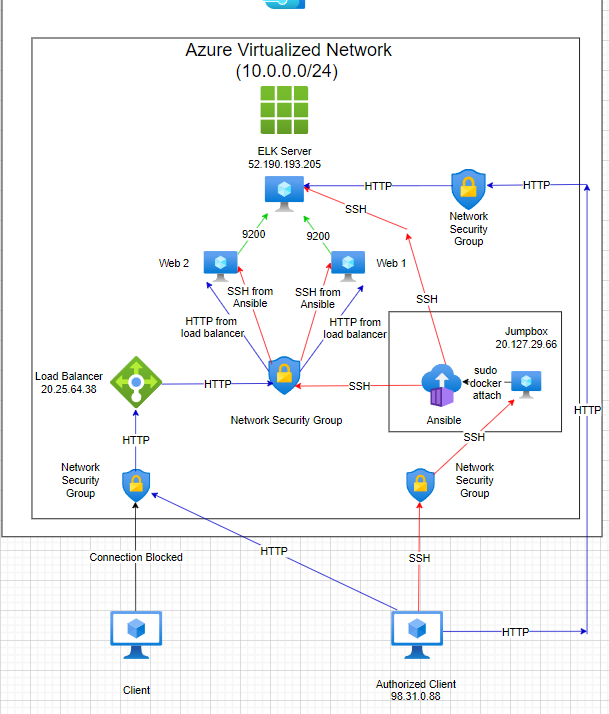 Azure Virtualized Network
(10.0.0.0/24)
ELK Server
52.190.193.205
HTTP
HTTP
SSH
Network
Security
Group
9200
9200
Web 2
Web 1
SSH from
Ansible
SSH from
Ansible
SSH
HTTP from
load balancer
HTTP from
load balancer
Jumpbox
20.127.29.66
Load Balancer
20.25.64.38
HTTP
SSH
sudo
docker
attach
Network Security Group
Ansible
HTTP
HTTP
SSH
Network
Security
Group
Network
Security
Group
Connection Blocked
HTTP
SSH
HTTP
Client
Authorized Client
98.31.0.88